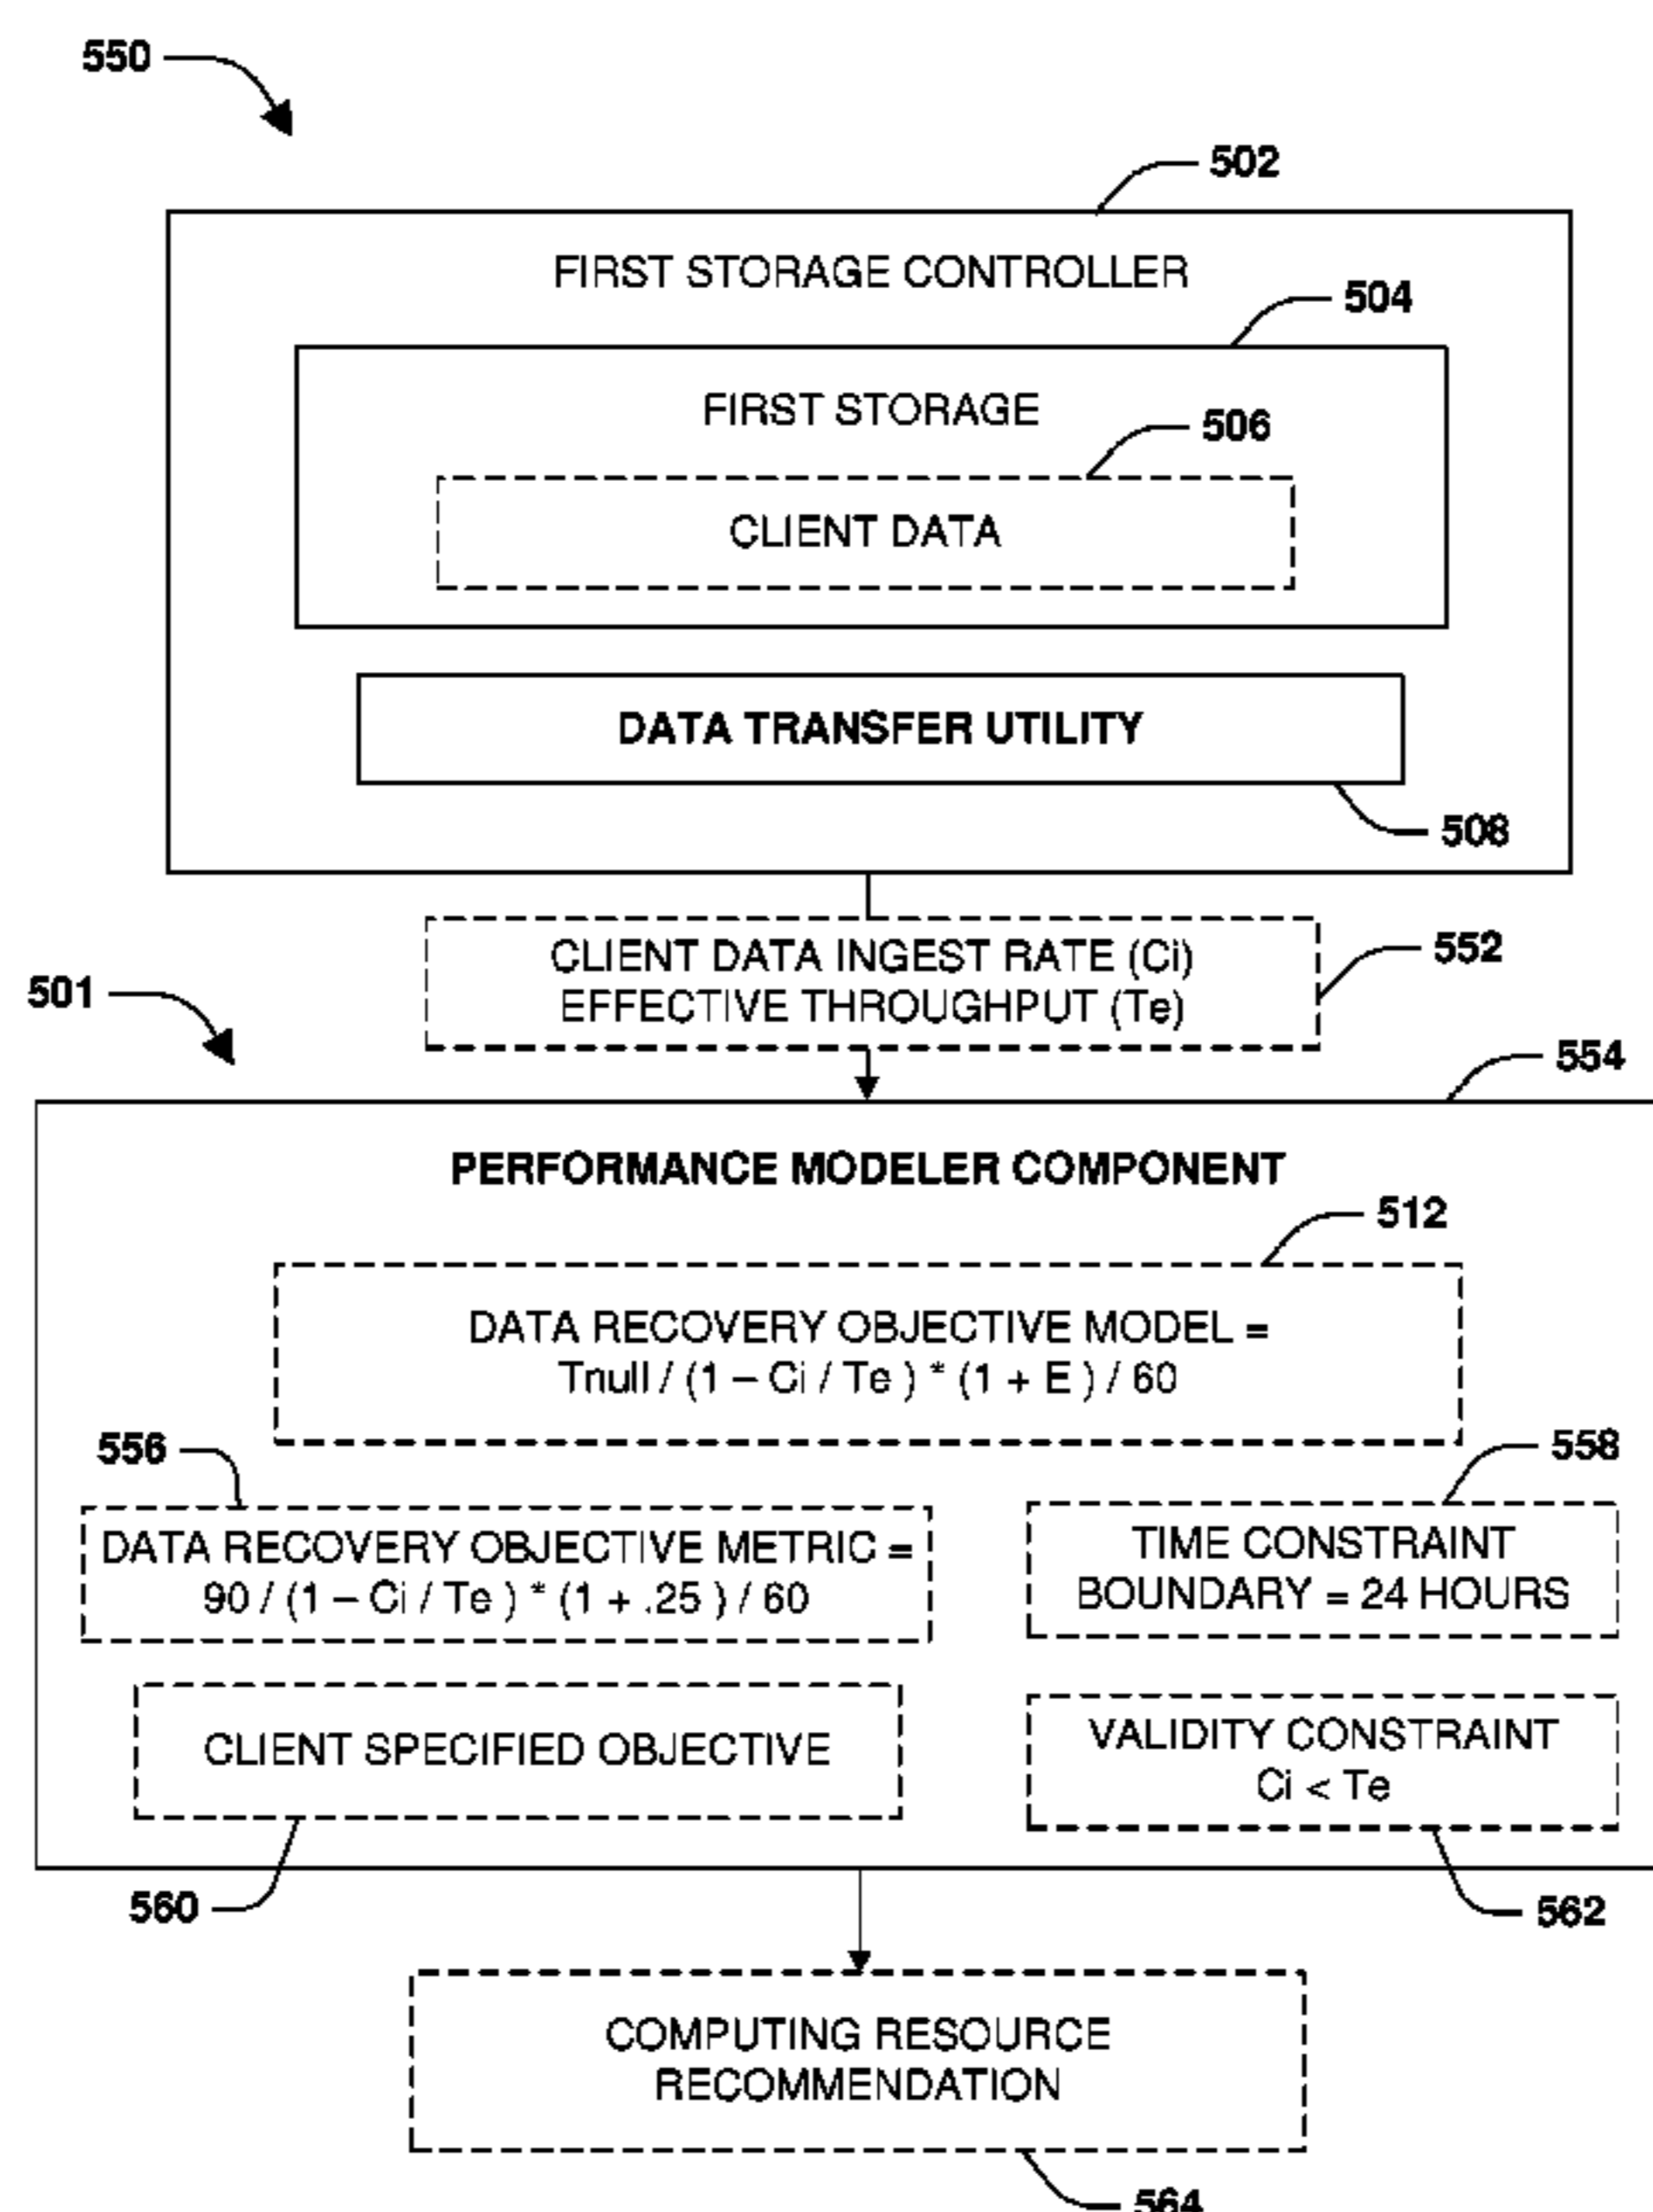 550
502
FIRST STORAGE CONTROLLER
504
FIRST STORAGE
506
CLIENT DATA
DATA TRANSFER UTILITY
508
CLIENT DATA INGEST RATE (Ci)
EFFECTIVE THROUGHPUT (Te)
552
501
554
PERFORMANCE MODELER COMPONENT
512
DATA RECOVERY OBJECTIVE MODEL =
Tnull / (1 – Ci / Te ) * (1 + E ) / 60
556
558
DATA RECOVERY OBJECTIVE METRIC =
90 / (1 – Ci / Te ) * (1 + .25 ) / 60
TIME CONSTRAINT
BOUNDARY = 24 HOURS
CLIENT SPECIFIED OBJECTIVE
VALIDITY CONSTRAINT
Ci < Te
560
562
COMPUTING RESOURCE
RECOMMENDATION
564